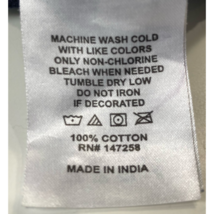 MACHINE WASH COLD
WITH LIKE COLORS
ONLY NON-CHLORINE
BLEACH WHEN NEEDED
TUMBLE DRY LOW
DO NOT IRON
IF DECORATED
100% COTTON
RN# 147258
MADE IN INDIA